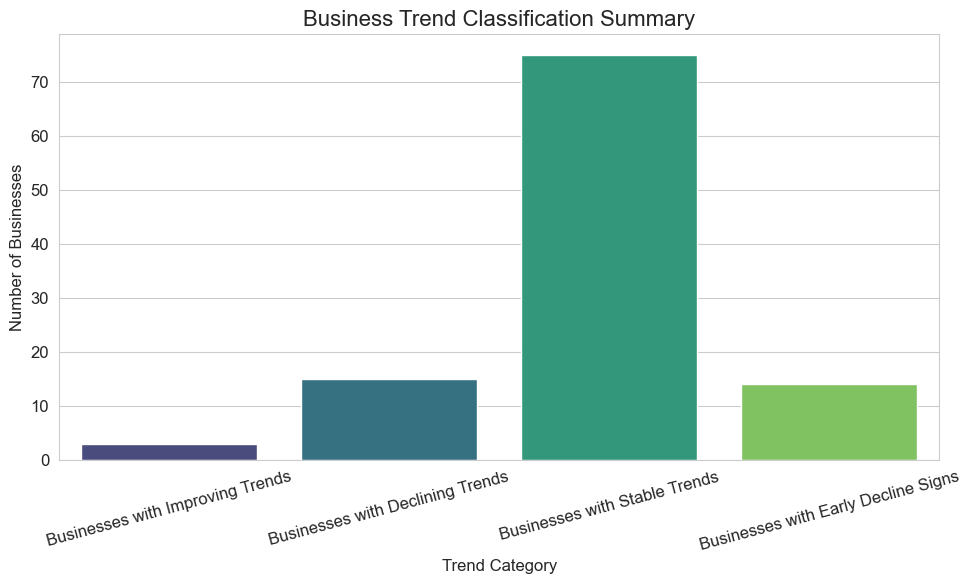 Business Trend Classification Summary
Number of Businesses
70
60
50
40
30
20
10
0
Businesses with Improving Trends
Businesses with Declining Trends
Businesses with Stable Trends
Businesses with Early Decline Signs
Trend Category